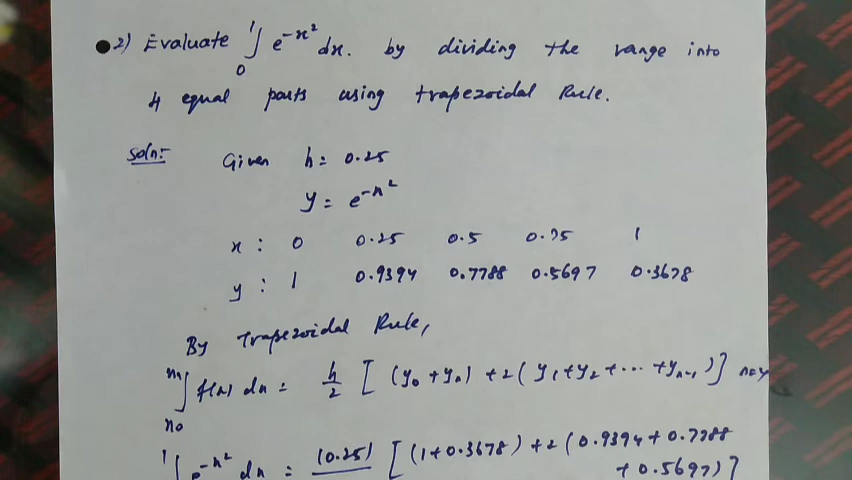 2) Evaluate ∫₀¹ e^{-x²} dx. by dividing the range into
4 equal parts using trapezoidal Rule.
Soln:- Given h = 0.25
y = e^{-x²}
x : 0 0.25 0.5 0.75 1
y : 1 0.9394 0.7788 0.5697 0.3678
By Trapezoidal Rule,
∫_{x₀}^{xₙ} f(x) dx = h/2 [ (y₀ + yₙ) + 2 ( y₁ + y₂ + ... + yₙ₋₁ ) ]
∫¹ e^{-x²} dx = (0.25) [ (1 + 0.3678) + 2 ( 0.9394 + 0.7788
+ 0.5697) ]